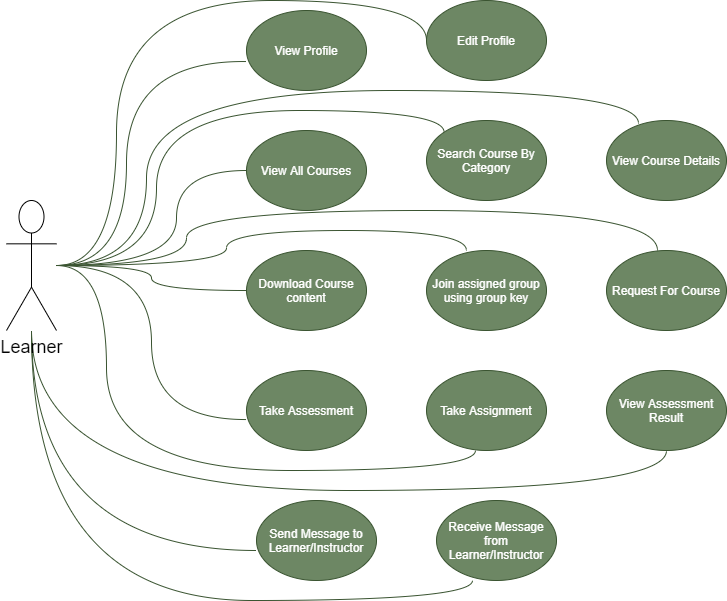 View Profile
Edit Profile
View All Courses
Search Course By
Category
View Course Details
Learner
Download Course
content
Join assigned group
using group key
Request For Course
Take Assessment
Take Assignment
View Assessment
Result
Send Message to
Learner/Instructor
Receive Message
from
Learner/Instructor